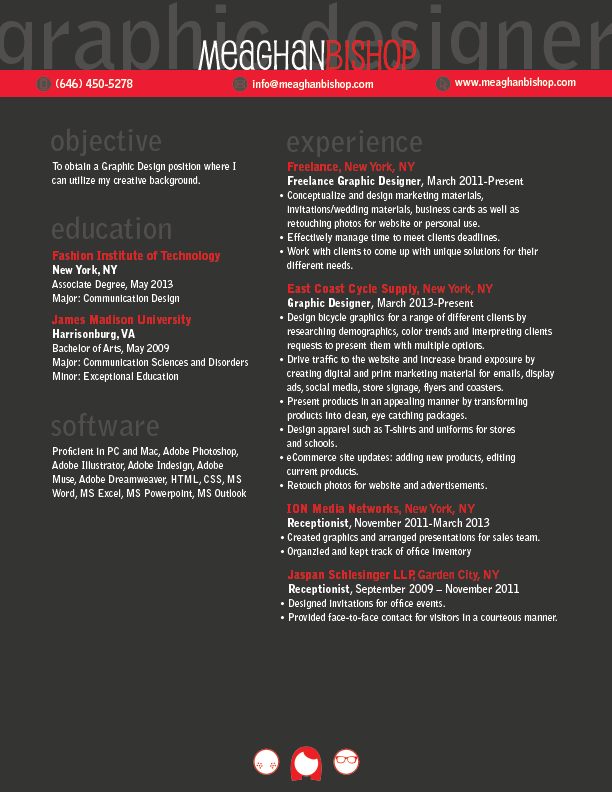 graphic designer
MEAGHANBISHOP
(646) 450-5278
info@meaghanbishop.com
www.meaghanbishop.com
objective
To obtain a Graphic Design position where I
can utilize my creative background.
education
Fashion Institute of Technology
New York, NY
Associate Degree, May 2013
Major: Communication Design
James Madison University
Harrisonburg, VA
Bachelor of Arts, May 2009
Major: Communication Sciences and Disorders
Minor: Exceptional Education
software
Proficient in PC and Mac, Adobe Photoshop,
Adobe Illustrator, Adobe Indesign, Adobe
Muse, Adobe Dreamweaver, HTML, CSS, MS
Word, MS Excel, MS Powerpoint, MS Outlook
experience
Freelance, New York, NY
Freelance Graphic Designer, March 2011-Present
• Conceptualize and design marketing materials,
invitations/wedding materials, business cards as well as
retouching photos for website or personal use.
• Effectively manage time to meet clients deadlines.
• Work with clients to come up with unique solutions for their
different needs.
East Coast Cycle Supply, New York, NY
Graphic Designer, March 2013-Present
• Design bicycle graphics for a range of different clients by
researching demographics, color trends and interpreting clients
requests to present them with multiple options.
• Drive traffic to the website and increase brand exposure by
creating digital and print marketing material for emails, display
ads, social media, store signage, flyers and coasters.
• Present products in an appealing manner by transforming
products into clean, eye catching packages.
• Design apparel such as T-shirts and uniforms for stores
and schools.
• eCommerce site updates: adding new products, editing
current products.
• Retouch photos for website and advertisements.
ION Media Networks, New York, NY
Receptionist, November 2011-March 2013
• Created graphics and arranged presentations for sales team.
• Organzied and kept track of office inventory
Jaspan Schlesinger LLP, Garden City, NY
Receptionist, September 2009 – November 2011
• Designed invitations for office events.
• Provided face-to-face contact for visitors in a courteous manner.